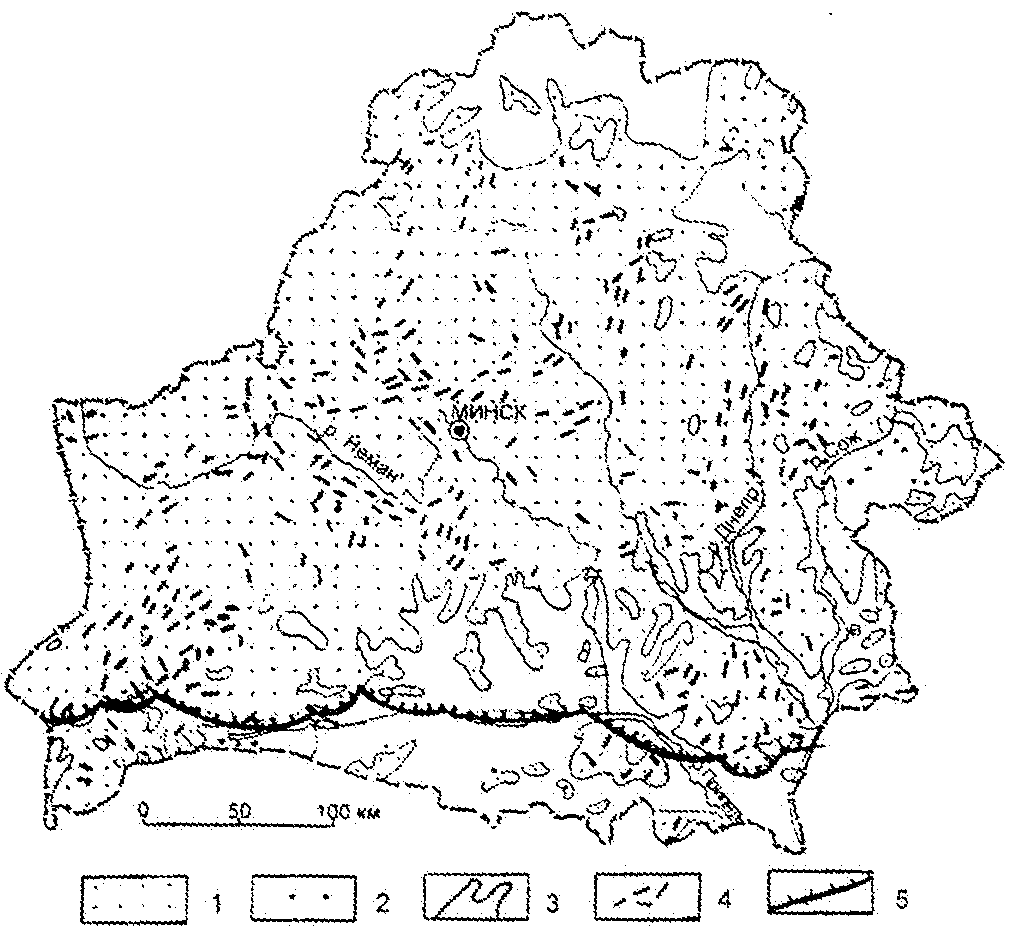 МИНСК
р. Неман
р. Сож
Днепр
0 50 100 км
1 2 3 4 5